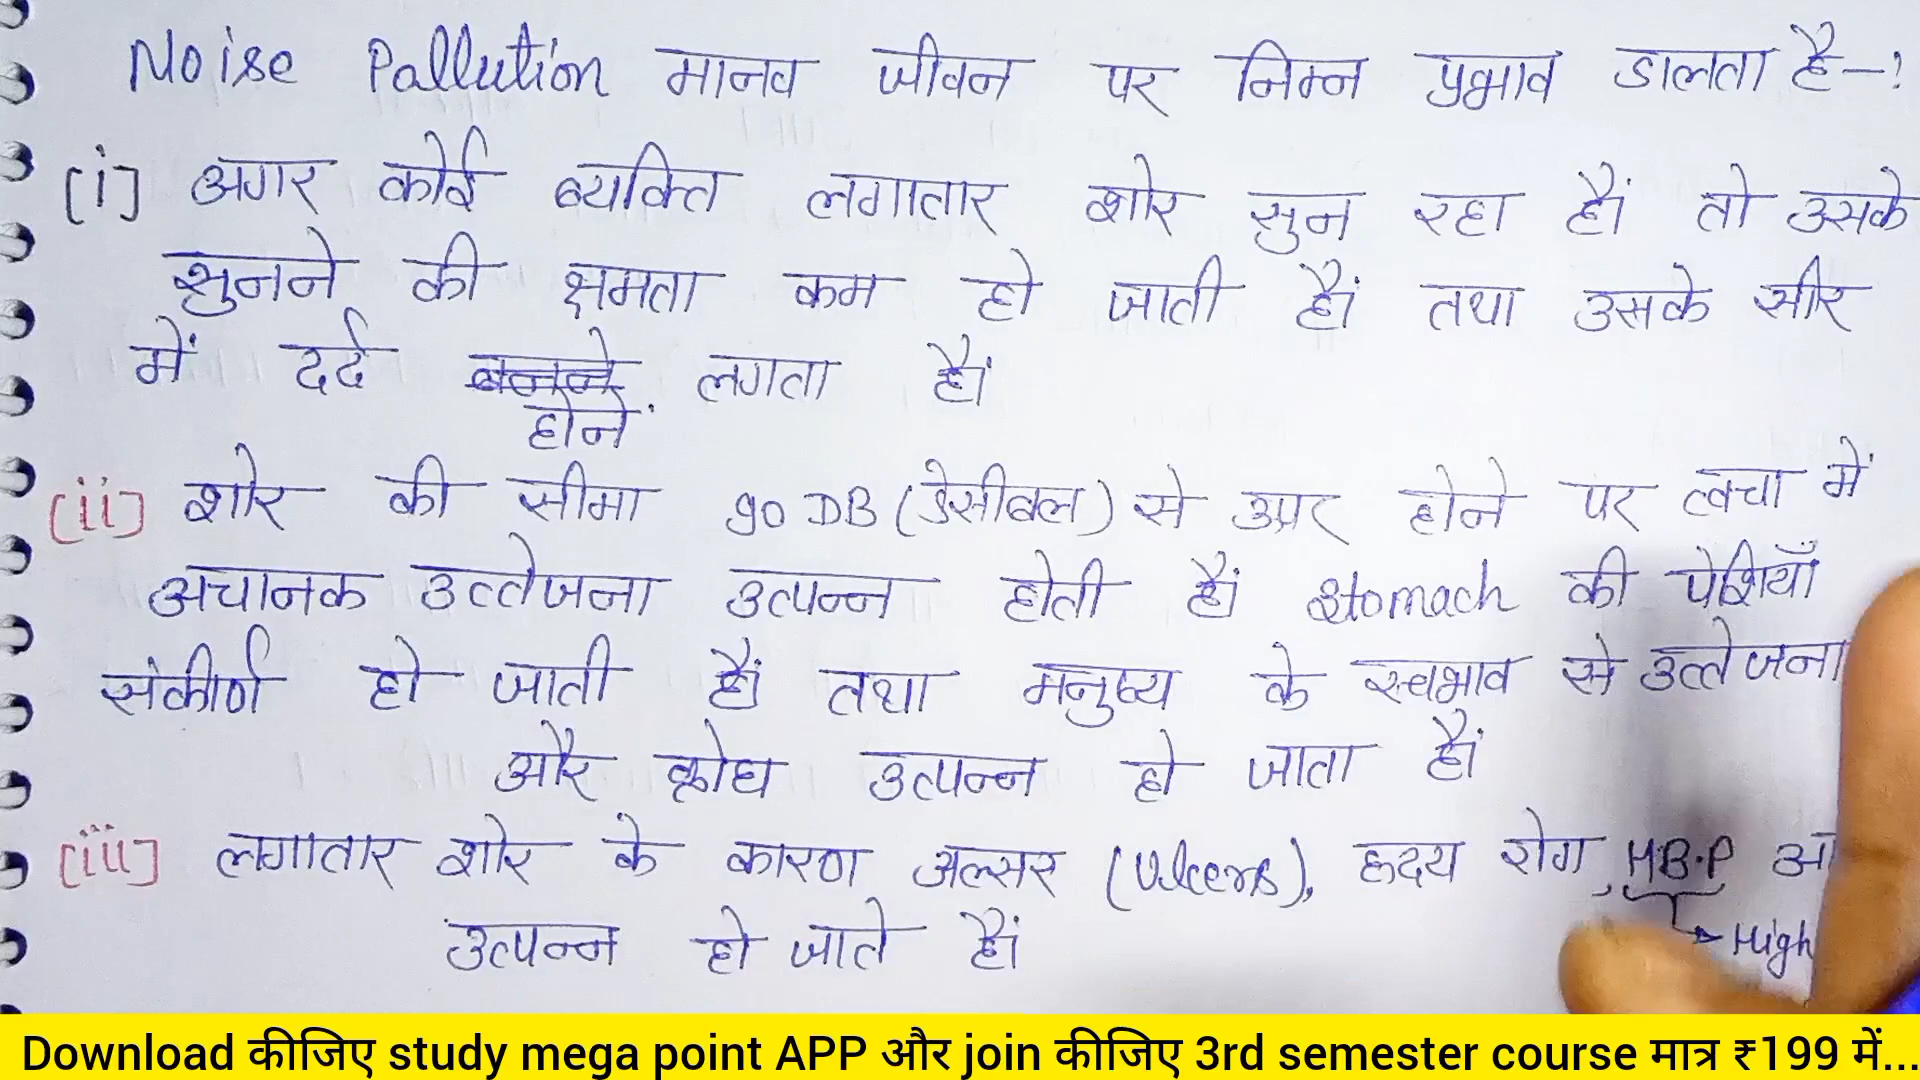 Noise Pallution मानव जीवन पर निम्न प्रभाव डालता है-!
(i) अगर कोई व्यक्ति लगातार शोर सुन रहा हैं तो उसके
सुनने की क्षमता कम हो जाती हैं तथा उसके सीर
में दर्द बनने लगता हैं
होने
(ii) शोर की सीमा 90 DB (डेसीबल) से उपर होने पर त्वचा में
अचानक उत्तेजना उत्पन्न होती हैं Stomach की पेशियाँ
संकीर्ण हो जाती हैं तथा मनुष्य के स्वभाव से उत्तेजना
और क्रोध उत्पन्न हो जाता हैं
(iii) लगातार शोर के कारण अल्सर (Ulcers), हृदय रोग, H.B.P
High
उत्पन्न हो जाते हैं
Download कीजिए study mega point APP और join कीजिए 3rd semester course मात्र ₹199 में...